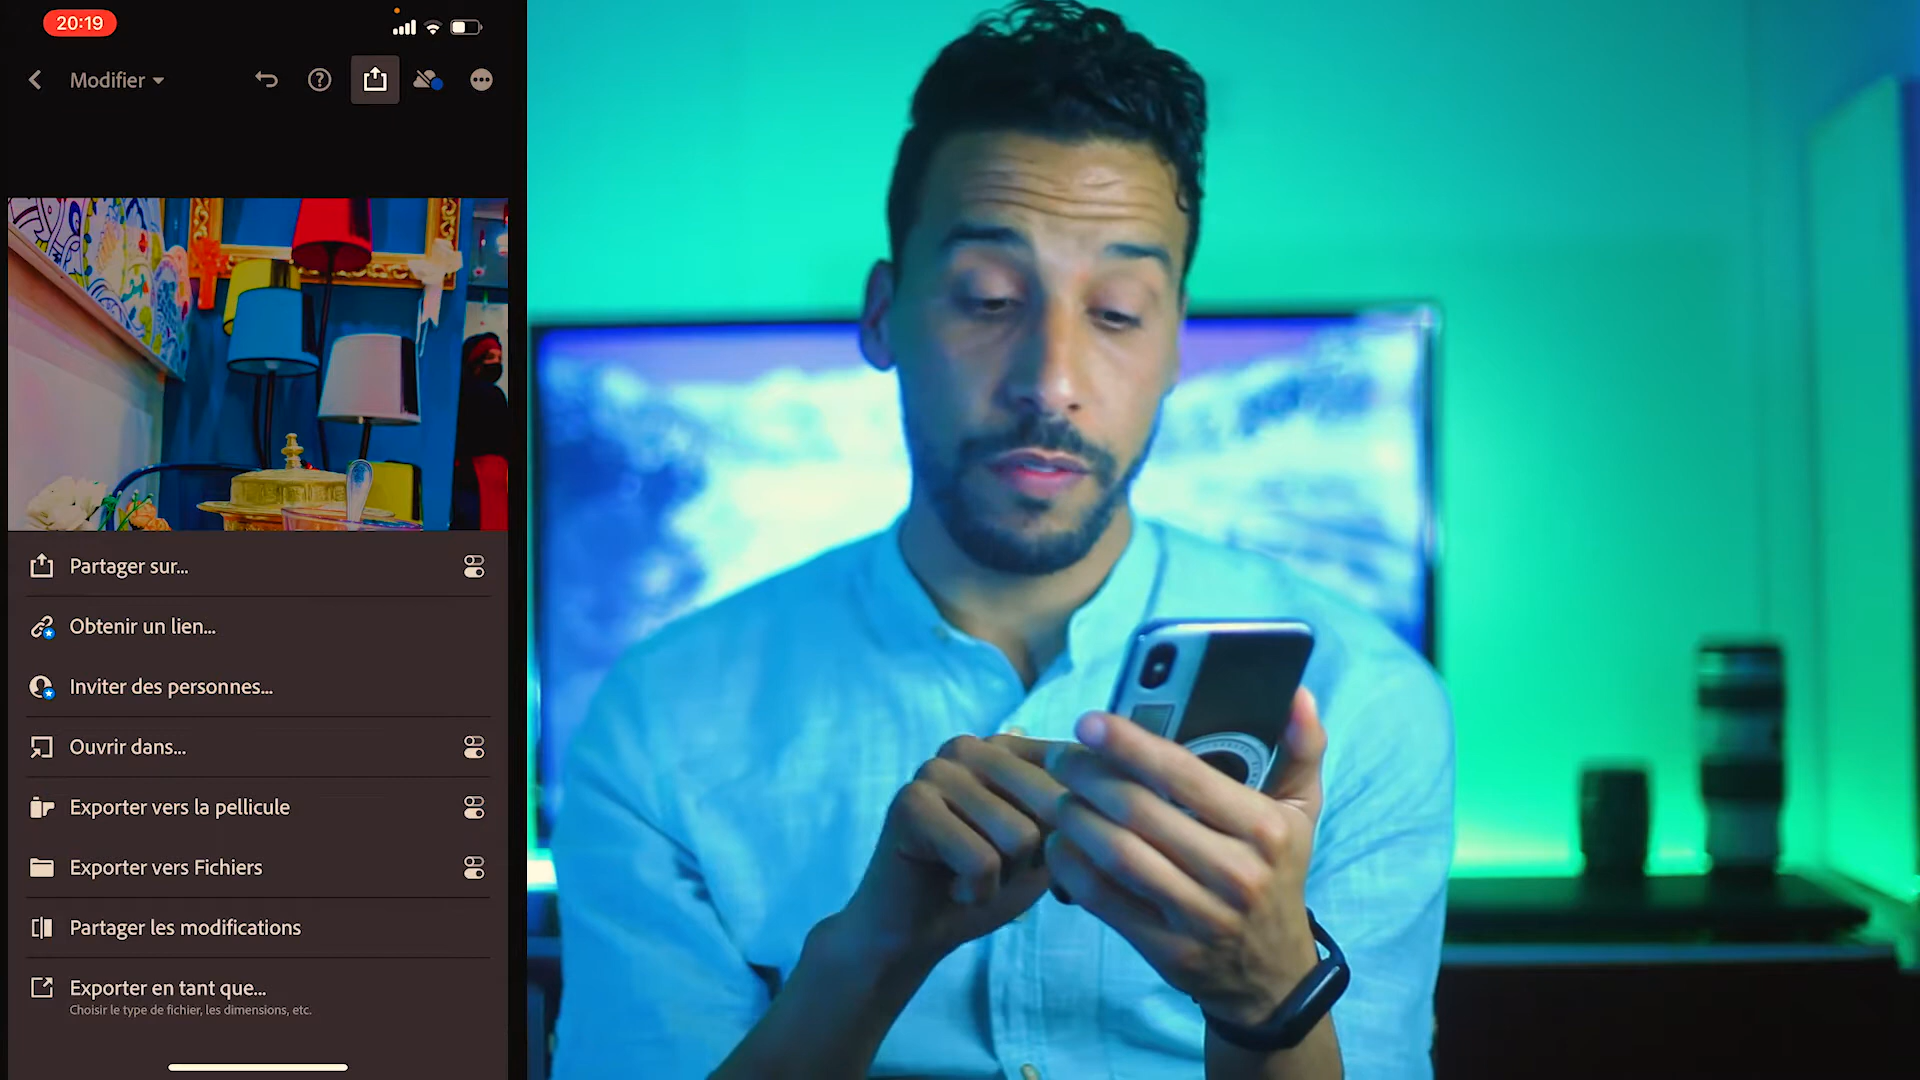 20:19
Modifier
Partager sur...
Obtenir un lien...
Inviter des personnes...
Ouvrir dans...
Exporter vers la pellicule
Exporter vers Fichiers
Partager les modifications
Exporter en tant que...
Choisir le type de fichier, les dimensions, etc.